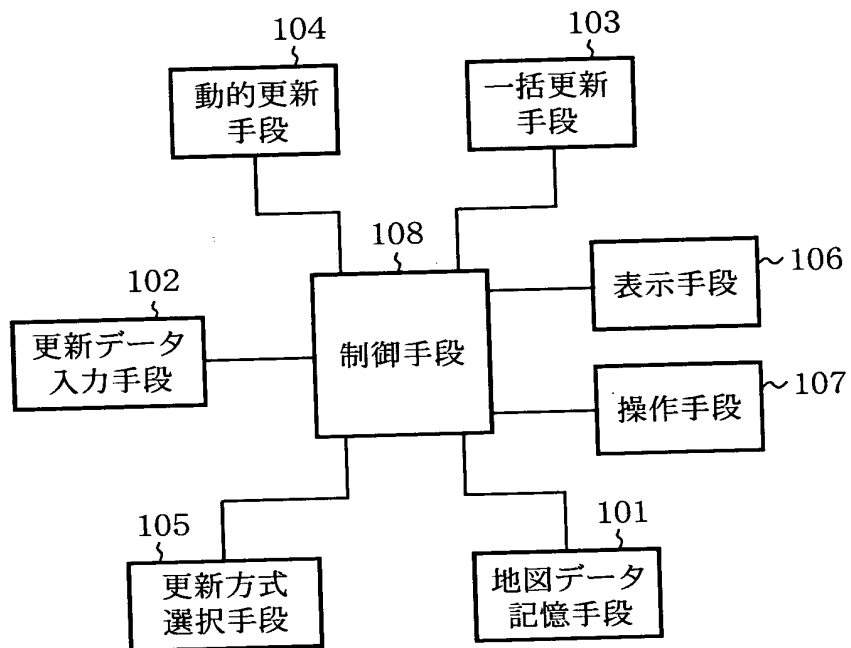 104
動的更新
手段
103
一括更新
手段
108
制御手段
102
更新データ
入力手段
表示手段
106
操作手段
107
105
更新方式
選択手段
101
地図データ
記憶手段